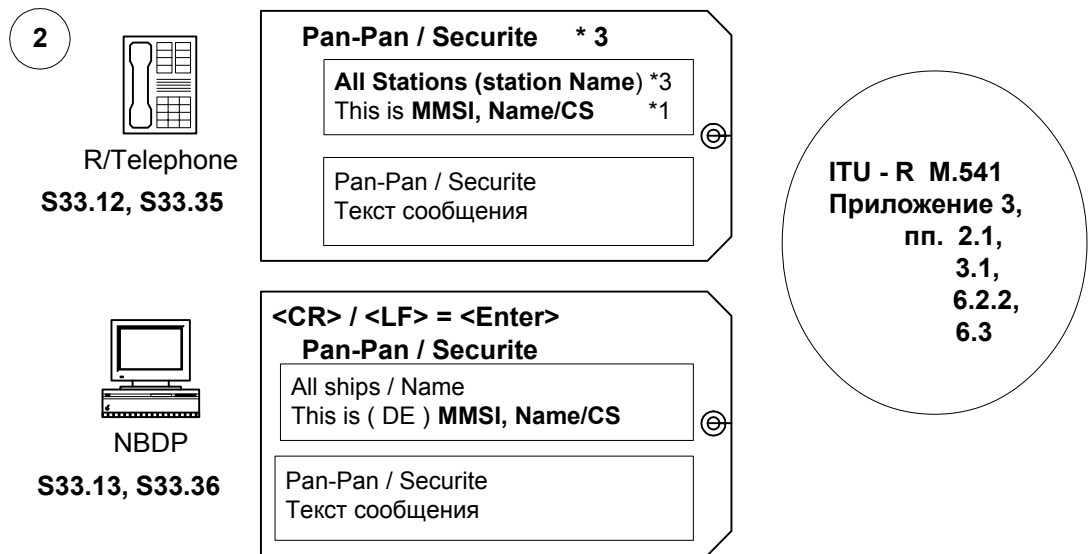 2
R/Telephone
S33.12, S33.35
Pan-Pan / Securite * 3
All Stations (station Name) *3
This is MMSI, Name/CS *1
Pan-Pan / Securite
Текст сообщения
NBDP
S33.13, S33.36
<CR> / <LF> = <Enter>
Pan-Pan / Securite
All ships / Name
This is ( DE ) MMSI, Name/CS
Pan-Pan / Securite
Текст сообщения
ITU - R M.541
Приложение 3,
пп. 2.1,
3.1,
6.2.2,
6.3